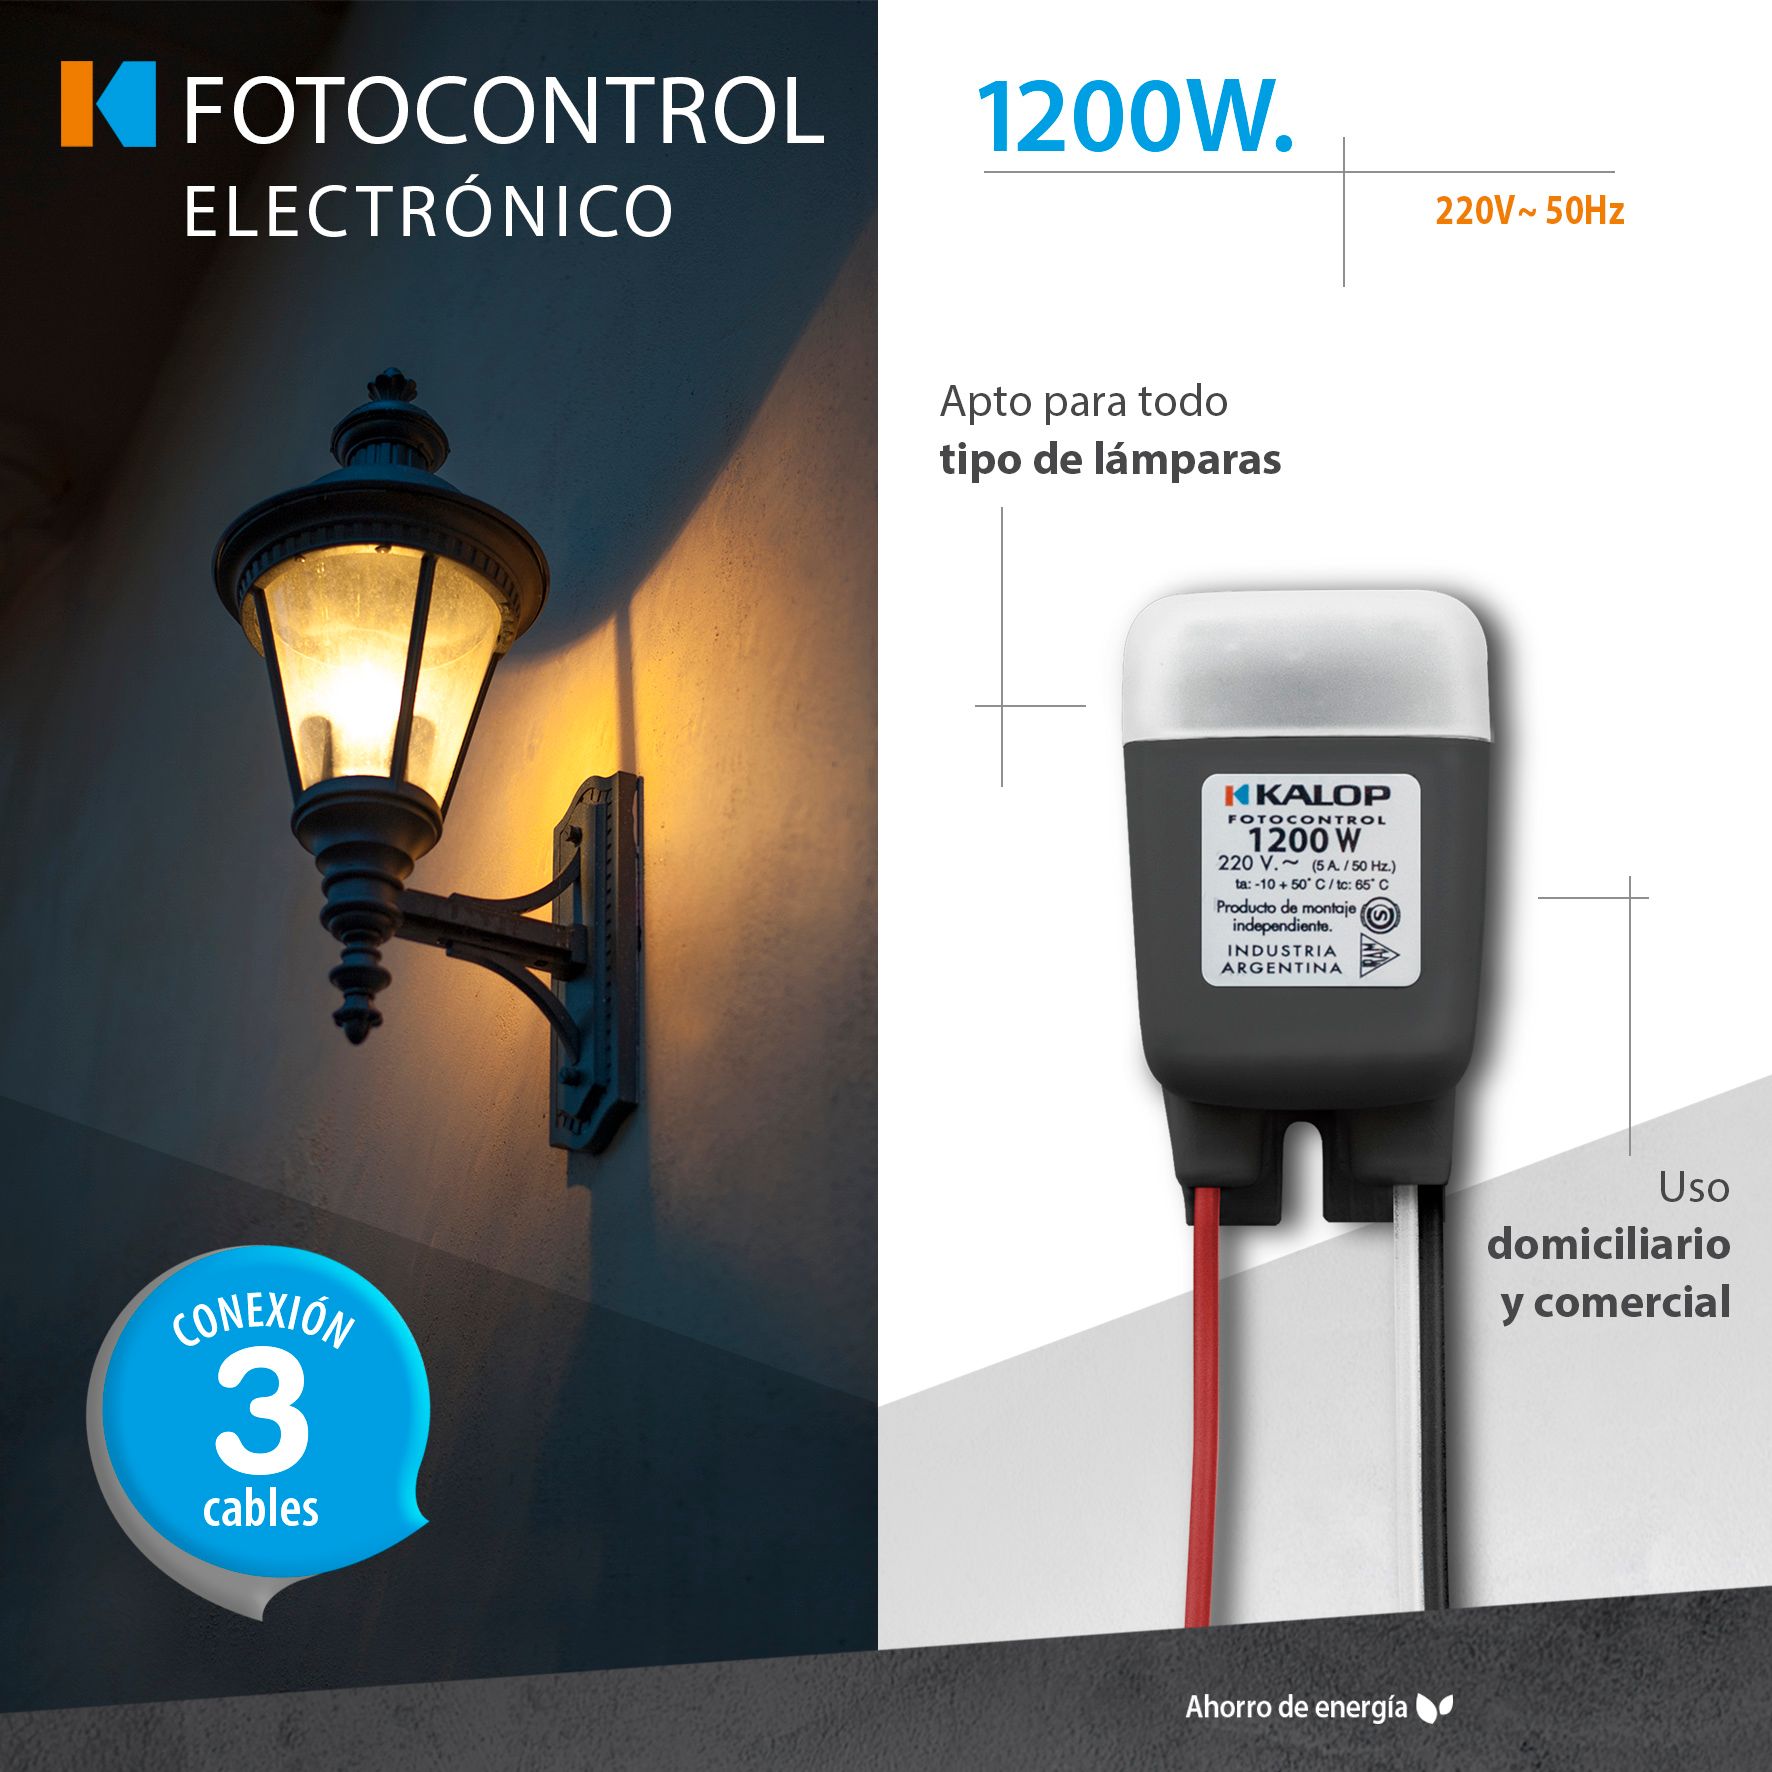 FOTOCONTROL
ELECTRÓNICO
1200W.
220V~ 50Hz
Apto para todo
tipo de lámparas
KALOP
FOTOCONTROL
1200 W
220 V. ~ (5 A. / 50 Hz.)
ta: -10 + 50° C / tc: 65° C
Producto de montaje
independiente.
S
INDUSTRIA
ARGENTINA
IRAM
Uso
domiciliario
y comercial
CONEXIÓN
3
cables
Ahorro de energía